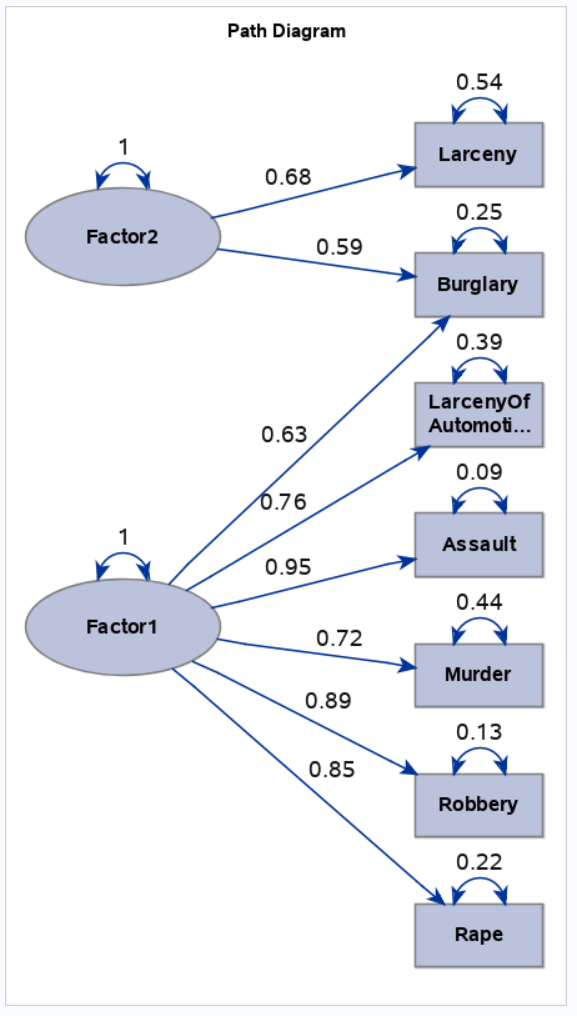 Path Diagram
0.54
Larceny
1
0.68
Factor2
0.25
0.59
Burglary
0.39
LarcenyOf
Automoti...
0.63
0.76
0.09
Assault
1
0.95
Factor1
0.44
0.72
Murder
0.89
0.13
Robbery
0.85
0.22
Rape